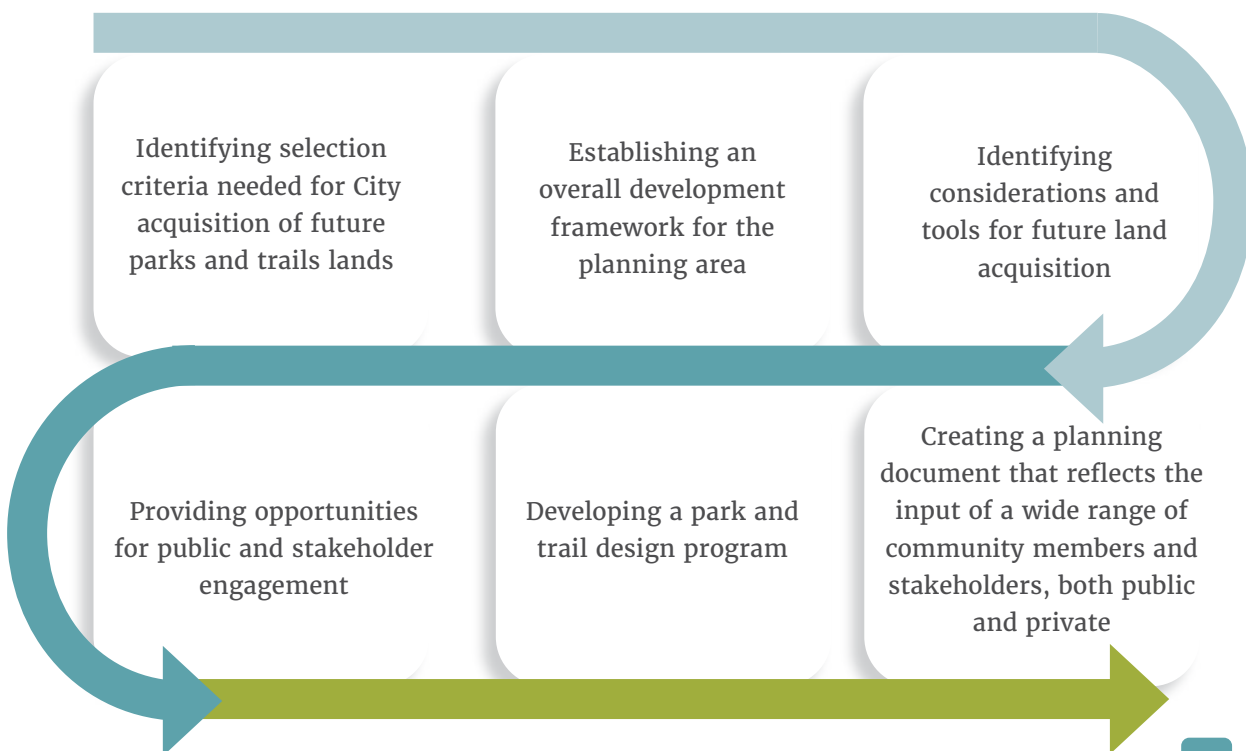 Identifying selection
criteria needed for City
acquisition of future
parks and trails lands
Establishing an
overall development
framework for the
planning area
Identifying
considerations and
tools for future land
acquisition
Providing opportunities
for public and stakeholder
engagement
Developing a park and
trail design program
Creating a planning
document that reflects the
input of a wide range of
community members and
stakeholders, both public
and private